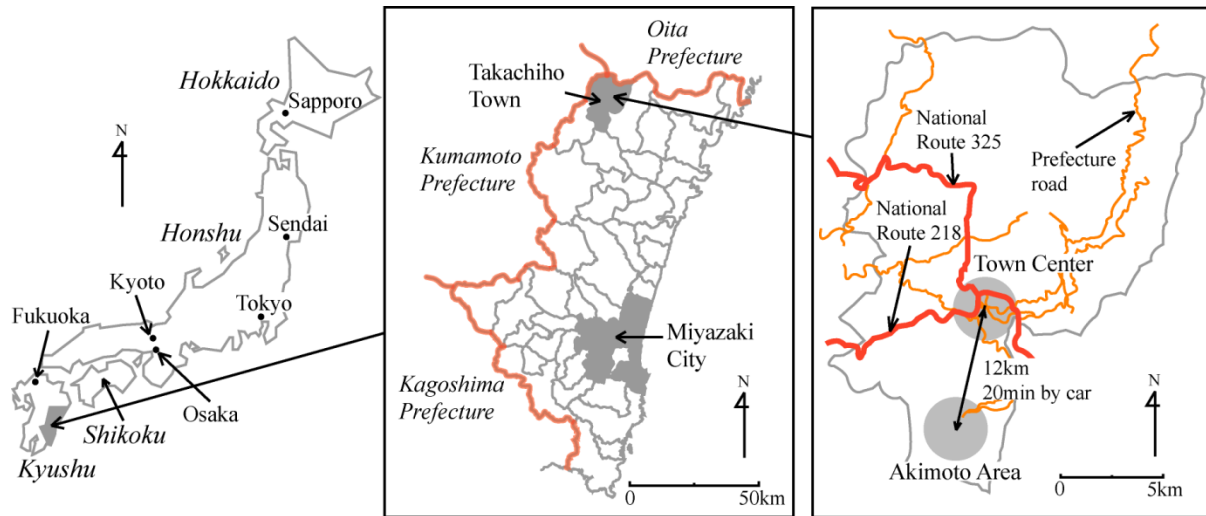 Hokkaido
Sapporo
N
Honshu
Sendai
Kyoto
Tokyo
Fukuoka
Osaka
Shikoku
Kyushu
Oita
Prefecture
Takachiho
Town
Kumamoto
Prefecture
Miyazaki
City
Kagoshima
Prefecture
N
0
50km
National
Route 325
Prefecture
road
National
Route 218
Town Center
12km
20min by car
N
Akimoto Area
0
5km